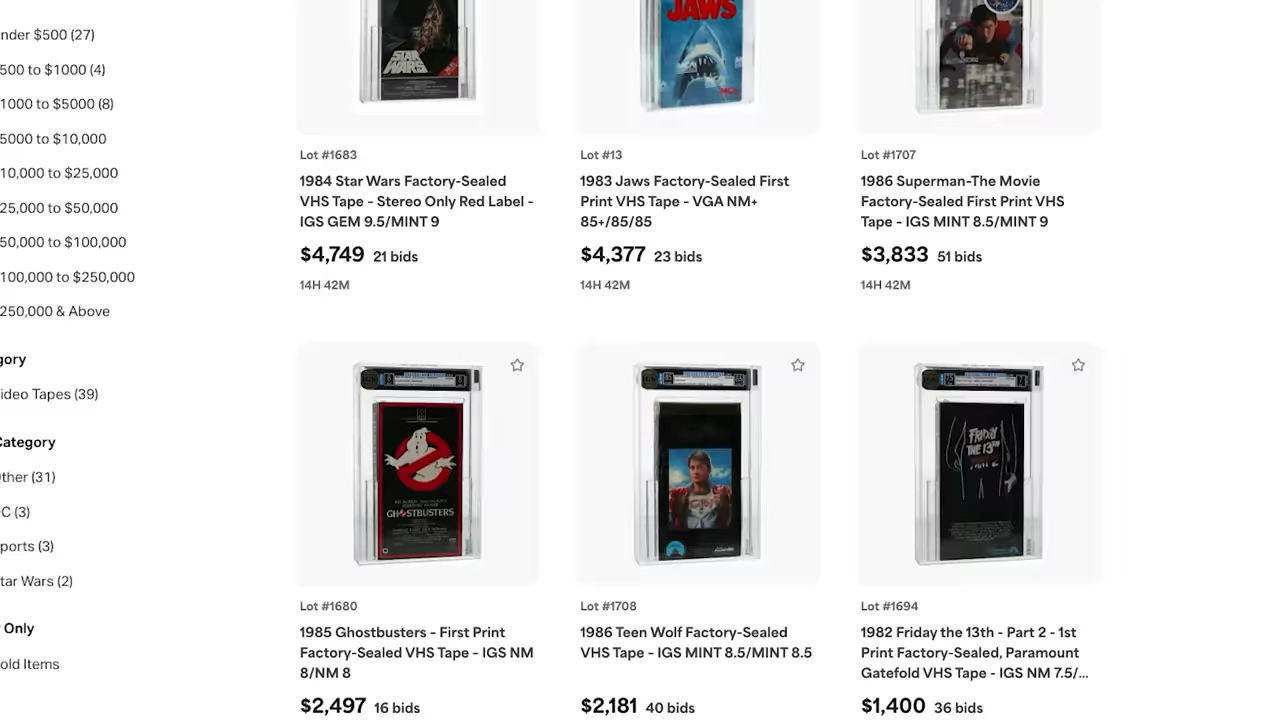 nder $500 (27)
500 to $1000 (4)
1000 to $5000 (8)
5000 to $10,000
10,000 to $25,000
25,000 to $50,000
50,000 to $100,000
100,000 to $250,000
250,000 & Above
gory
ideo Tapes (39)
Category
ther (31)
C (3)
ports (3)
tar Wars (2)
Only
old Items
STAR
WARS
JAWS
MCA
Lot #1683
1984 Star Wars Factory-Sealed
VHS Tape - Stereo Only Red Label -
IGS GEM 9.5/MINT 9
$4,749 21 bids
14H 42M
Lot #13
1983 Jaws Factory-Sealed First
Print VHS Tape - VGA NM+
85+/85/85
$4,377 23 bids
14H 42M
Lot #1707
1986 Superman-The Movie
Factory-Sealed First Print VHS
Tape - IGS MINT 8.5/MINT 9
$3,833 51 bids
14H 42M
GHOSTBUSTERS
FRIDAY
THE 13TH
Lot #1680
1985 Ghostbusters - First Print
Factory-Sealed VHS Tape - IGS NM
8/NM 8
$2,497 16 bids
Lot #1708
1986 Teen Wolf Factory-Sealed
VHS Tape - IGS MINT 8.5/MINT 8.5
$2,181 40 bids
Lot #1694
1982 Friday the 13th - Part 2 - 1st
Print Factory-Sealed, Paramount
Gatefold VHS Tape - IGS NM 7.5/...
$1,400 36 bids